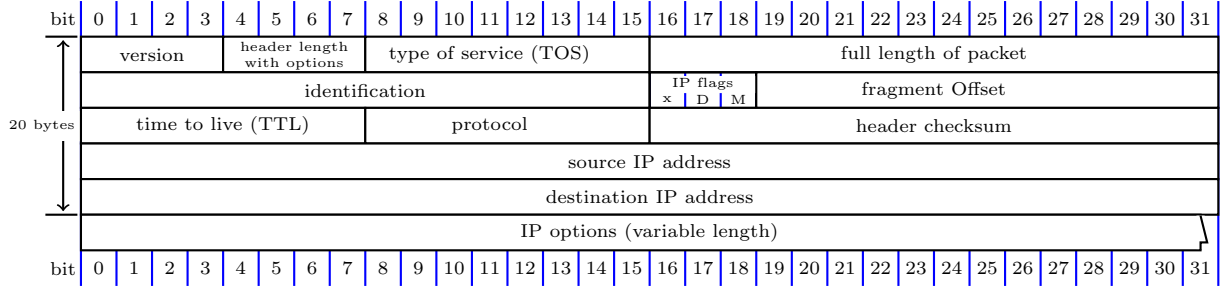 bit 0 1 2 3 4 5 6 7 8 9 10 11 12 13 14 15 16 17 18 19 20 21 22 23 24 25 26 27 28 29 30 31
version header length with options type of service (TOS) full length of packet
identification IP flags x D M fragment Offset
20 bytes time to live (TTL) protocol header checksum
source IP address
destination IP address
IP options (variable length)
bit 0 1 2 3 4 5 6 7 8 9 10 11 12 13 14 15 16 17 18 19 20 21 22 23 24 25 26 27 28 29 30 31